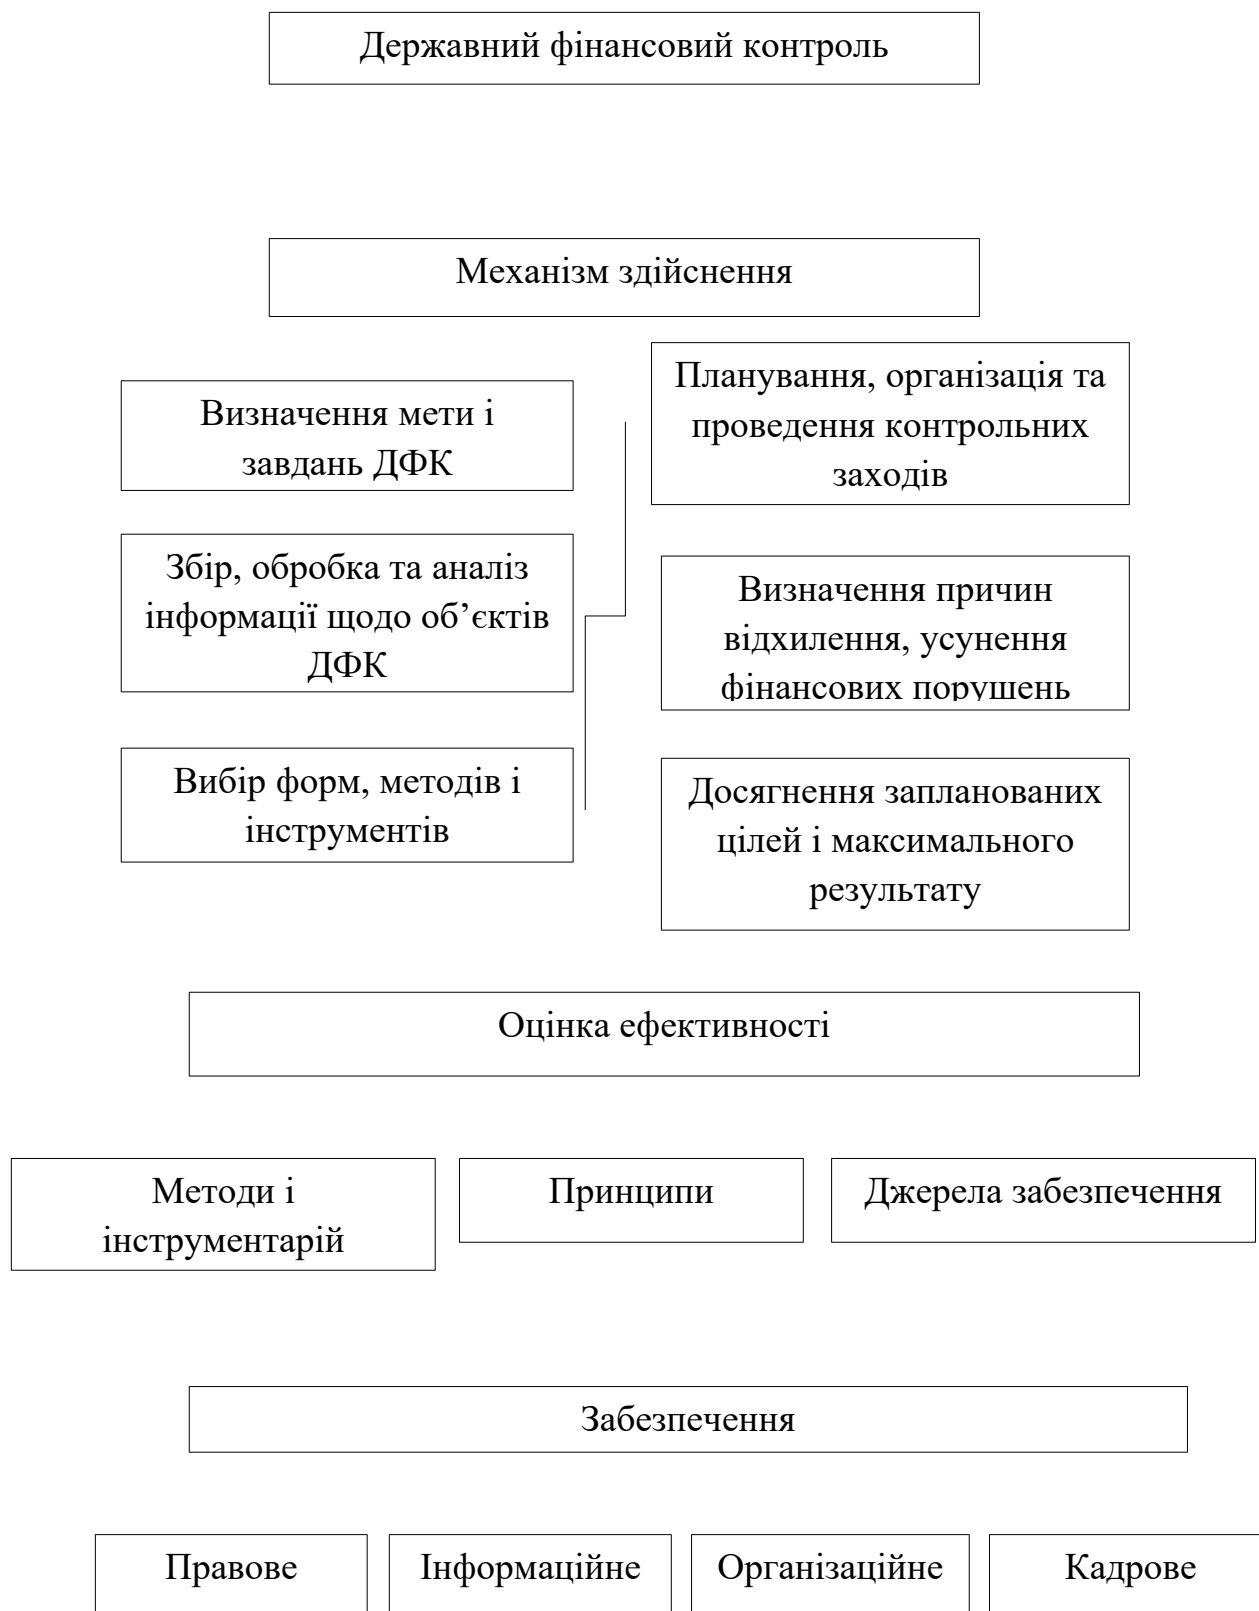 Державний фінансовий контроль
Механізм здійснення
Визначення мети і
завдань ДФК
Збір, обробка та аналіз
інформації щодо об’єктів
ДФК
Вибір форм, методів і
інструментів
Планування, організація та
проведення контрольних
заходів
Визначення причин
відхилення, усунення
фінансових порушень
Досягнення запланованих
цілей і максимального
результату
Оцінка ефективності
Методи і
інструментарій
Принципи
Джерела забезпечення
Забезпечення
Правове
Інформаційне
Організаційне
Кадрове